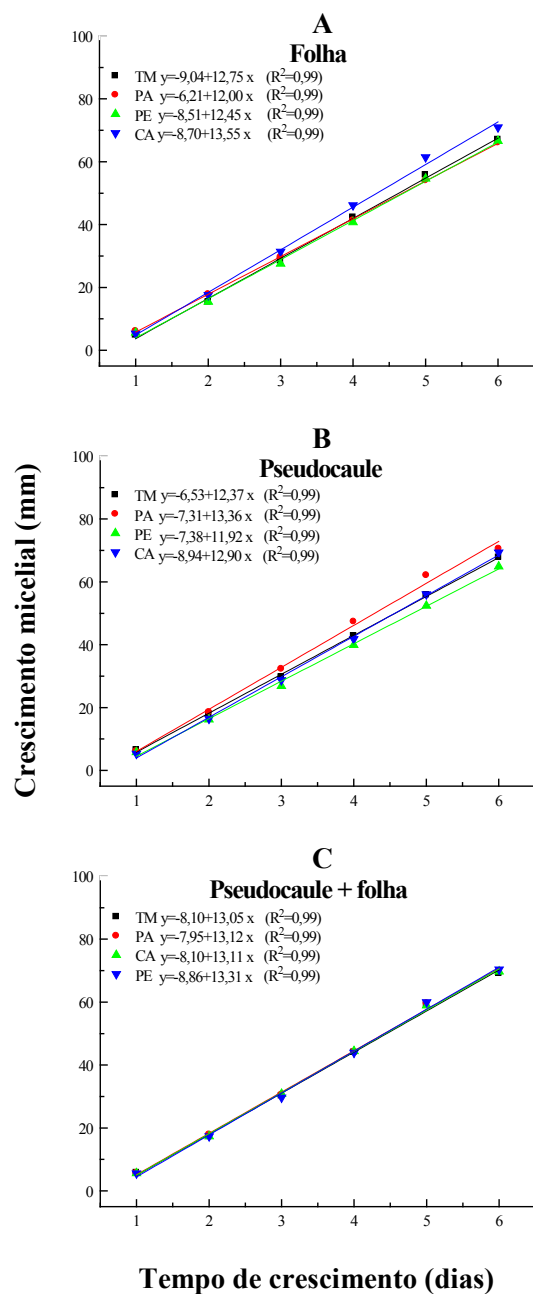 A
Folha
100
80
60
40
20
0
TM y=-9,04+12,75 x (R²=0,99)
PA y=-6,21+12,00 x (R²=0,99)
PE y=-8,51+12,45 x (R²=0,99)
CA y=-8,70+13,55 x (R²=0,99)
1 2 3 4 5 6
B
Pseudocaule
100
80
60
40
20
0
TM y=-6,53+12,37 x (R²=0,99)
PA y=-7,31+13,36 x (R²=0,99)
PE y=-7,38+11,92 x (R²=0,99)
CA y=-8,94+12,90 x (R²=0,99)
1 2 3 4 5 6
Crescimento micelial (mm)
C
Pseudocaule + folha
100
80
60
40
20
0
TM y=-8,10+13,05 x (R²=0,99)
PA y=-7,95+13,12 x (R²=0,99)
CA y=-8,10+13,11 x (R²=0,99)
PE y=-8,86+13,31 x (R²=0,99)
1 2 3 4 5 6
Tempo de crescimento (dias)